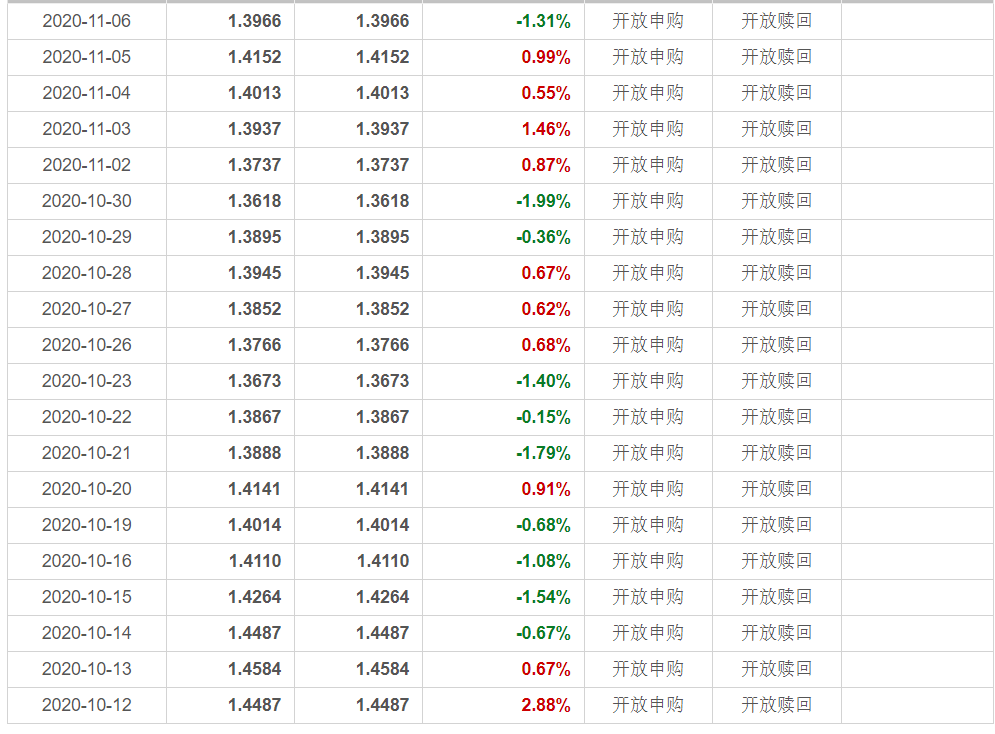 2020-11-06 1.3966 1.3966 -1.31% 开放申购 开放赎回
2020-11-05 1.4152 1.4152 0.99% 开放申购 开放赎回
2020-11-04 1.4013 1.4013 0.55% 开放申购 开放赎回
2020-11-03 1.3937 1.3937 1.46% 开放申购 开放赎回
2020-11-02 1.3737 1.3737 0.87% 开放申购 开放赎回
2020-10-30 1.3618 1.3618 -1.99% 开放申购 开放赎回
2020-10-29 1.3895 1.3895 -0.36% 开放申购 开放赎回
2020-10-28 1.3945 1.3945 0.67% 开放申购 开放赎回
2020-10-27 1.3852 1.3852 0.62% 开放申购 开放赎回
2020-10-26 1.3766 1.3766 0.68% 开放申购 开放赎回
2020-10-23 1.3673 1.3673 -1.40% 开放申购 开放赎回
2020-10-22 1.3867 1.3867 -0.15% 开放申购 开放赎回
2020-10-21 1.3888 1.3888 -1.79% 开放申购 开放赎回
2020-10-20 1.4141 1.4141 0.91% 开放申购 开放赎回
2020-10-19 1.4014 1.4014 -0.68% 开放申购 开放赎回
2020-10-16 1.4110 1.4110 -1.08% 开放申购 开放赎回
2020-10-15 1.4264 1.4264 -1.54% 开放申购 开放赎回
2020-10-14 1.4487 1.4487 -0.67% 开放申购 开放赎回
2020-10-13 1.4584 1.4584 0.67% 开放申购 开放赎回
2020-10-12 1.4487 1.4487 2.88% 开放申购 开放赎回